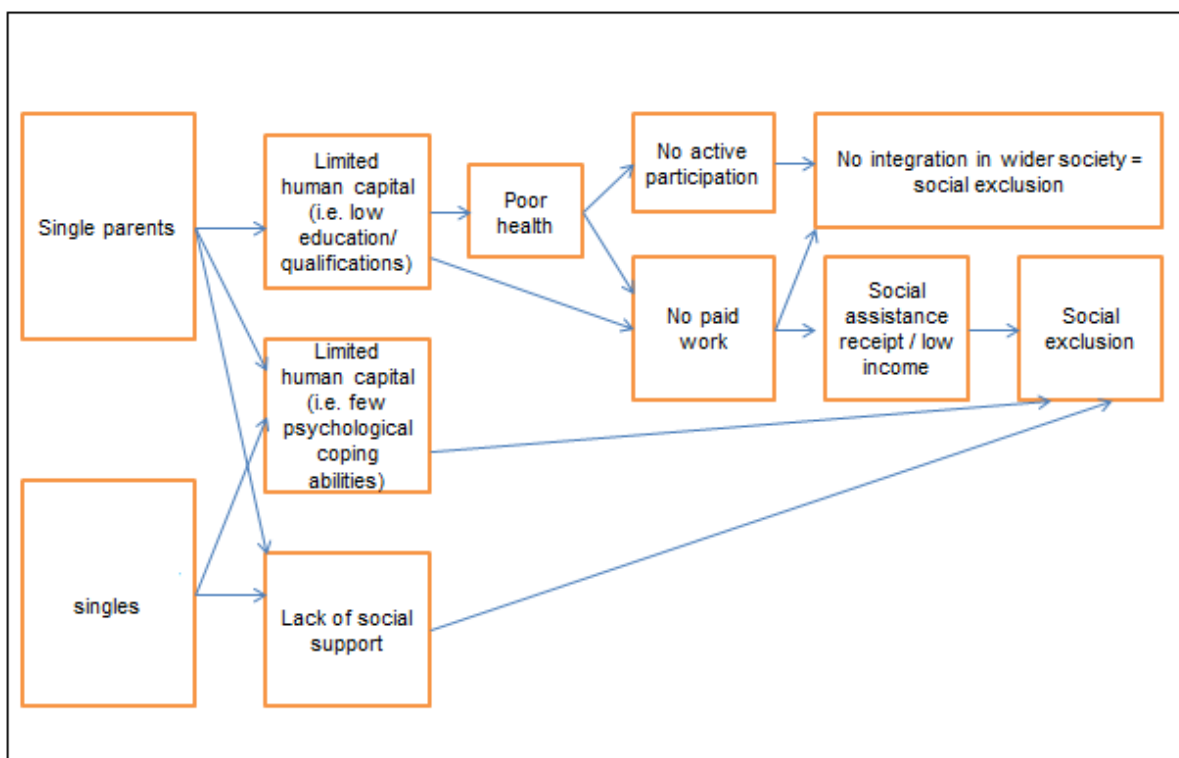 Single parents
Limited
human capital
(i.e. low
education/
qualifications)
Poor
health
No active
participation
No integration in wider society =
social exclusion
No paid
work
Social
assistance
receipt / low
income
Social
exclusion
Limited
human capital
(i.e. few
psychological
coping
abilities)
singles
Lack of social
support